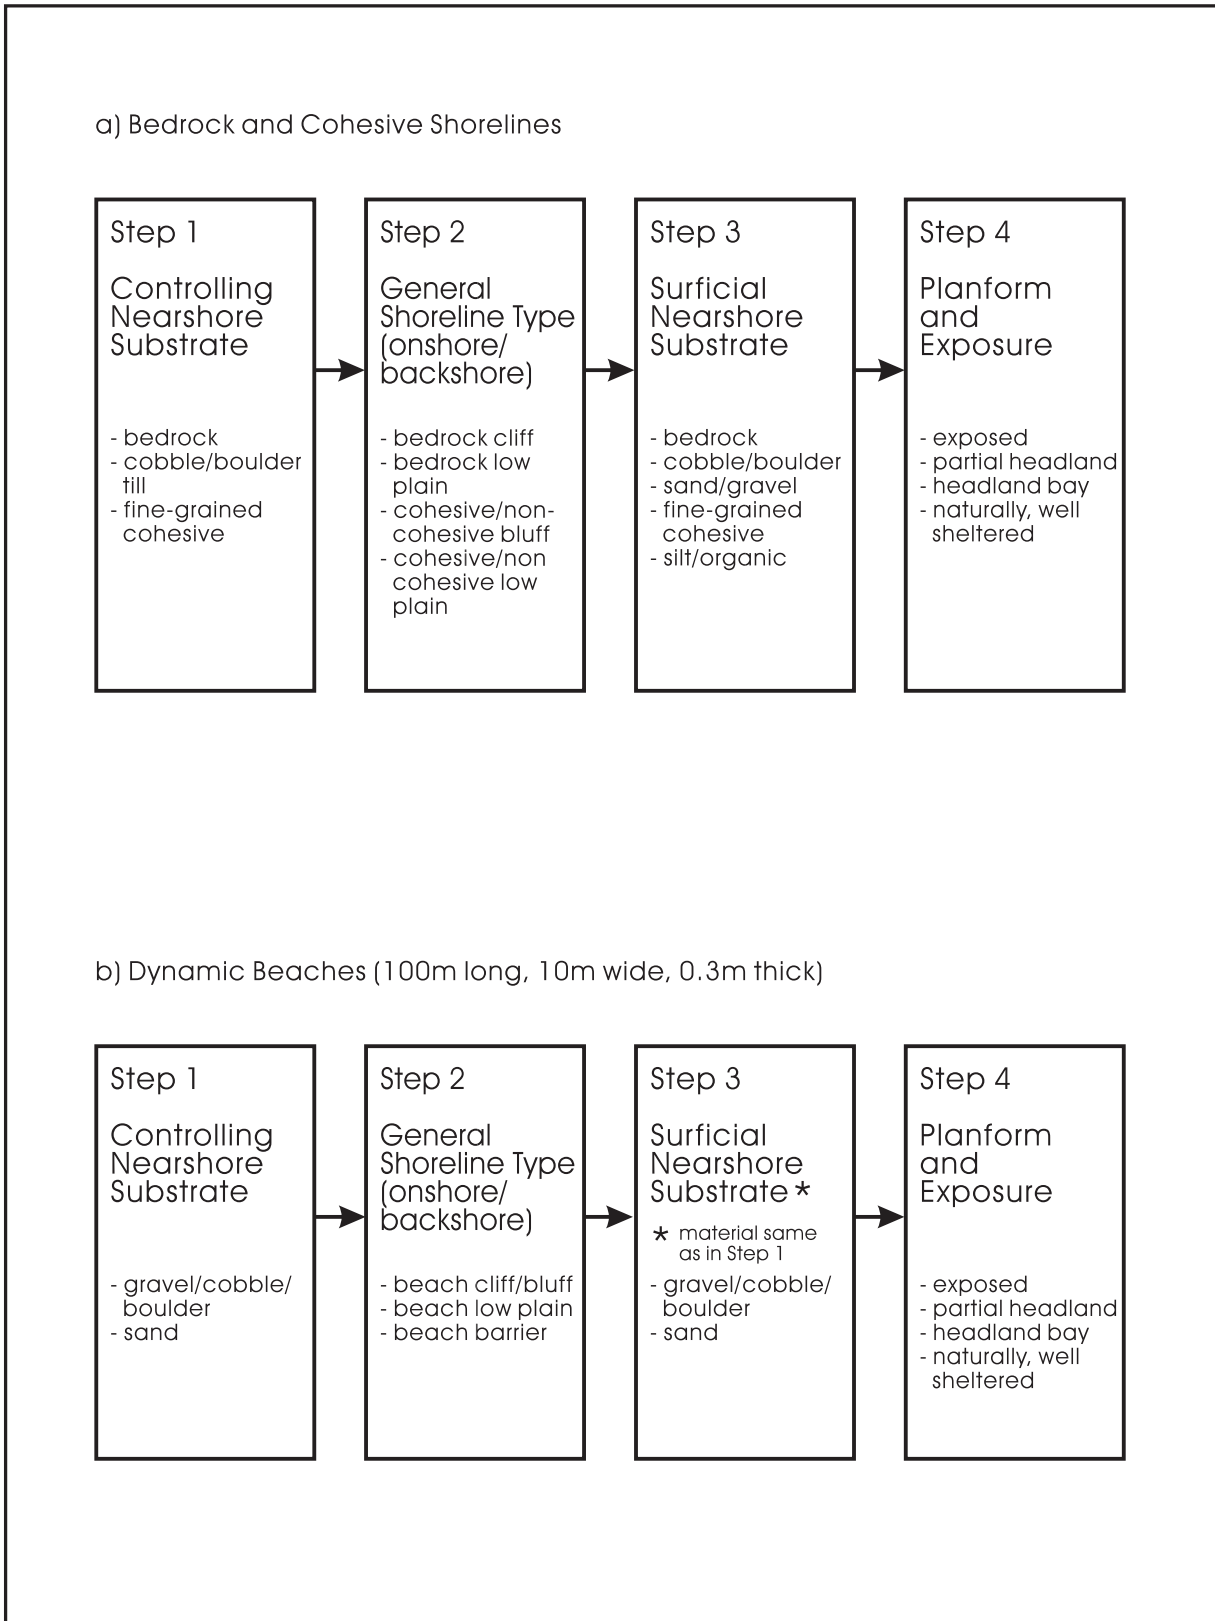 a) Bedrock and Cohesive Shorelines
Step 1
Controlling
Nearshore
Substrate
- bedrock
- cobble/boulder
till
- fine-grained
cohesive
Step 2
General
Shoreline Type
(onshore/
backshore)
- bedrock cliff
- bedrock low
plain
- cohesive/non-
cohesive bluff
- cohesive/non
cohesive low
plain
Step 3
Surficial
Nearshore
Substrate
- bedrock
- cobble/boulder
- sand/gravel
- fine-grained
cohesive
- silt/organic
Step 4
Planform
and
Exposure
- exposed
- partial headland
- headland bay
- naturally, well
sheltered
b) Dynamic Beaches (100m long, 10m wide, 0.3m thick)
Step 1
Controlling
Nearshore
Substrate
- gravel/cobble/
boulder
- sand
Step 2
General
Shoreline Type
(onshore/
backshore)
- beach cliff/bluff
- beach low plain
- beach barrier
Step 3
Surficial
Nearshore
Substrate *
* material same
as in Step 1
- gravel/cobble/
boulder
- sand
Step 4
Planform
and
Exposure
- exposed
- partial headland
- headland bay
- naturally, well
sheltered